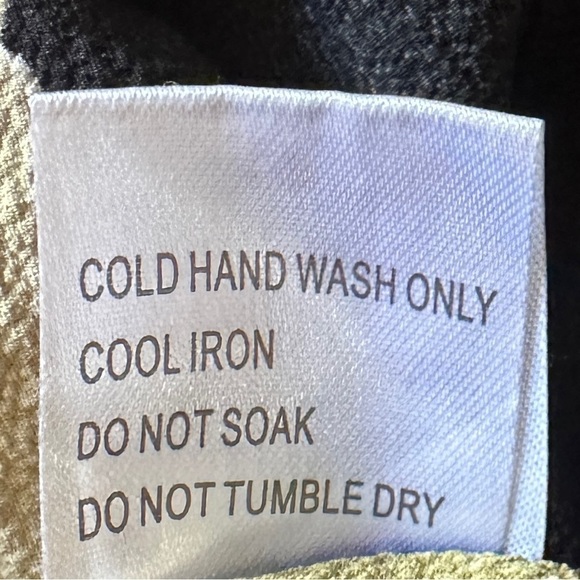 COLD HAND WASH ONLY
COOL IRON
DO NOT SOAK
DO NOT TUMBLE DRY